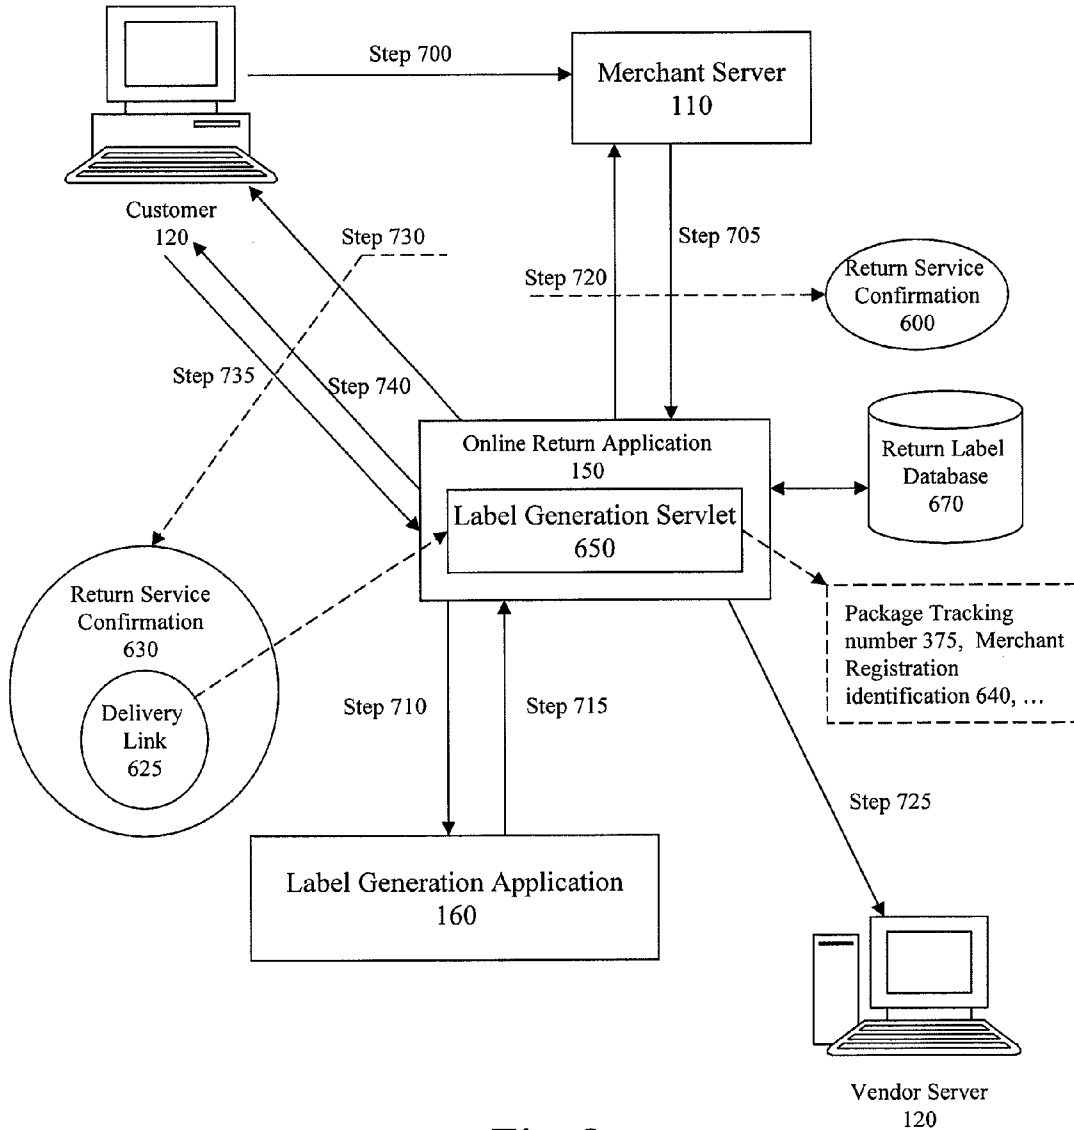 Step 700
Merchant Server
110
Customer
120
Step 730
Step 705
Step 720
Return Service
Confirmation
600
Step 735
Step 740
Online Return Application
150
Label Generation Servlet
650
Return Label
Database
670
Return Service
Confirmation
630
Delivery
Link
625
Package Tracking
number 375, Merchant
Registration
identification 640, ...
Step 710
Step 715
Step 725
Label Generation Application
160
Vendor Server
120